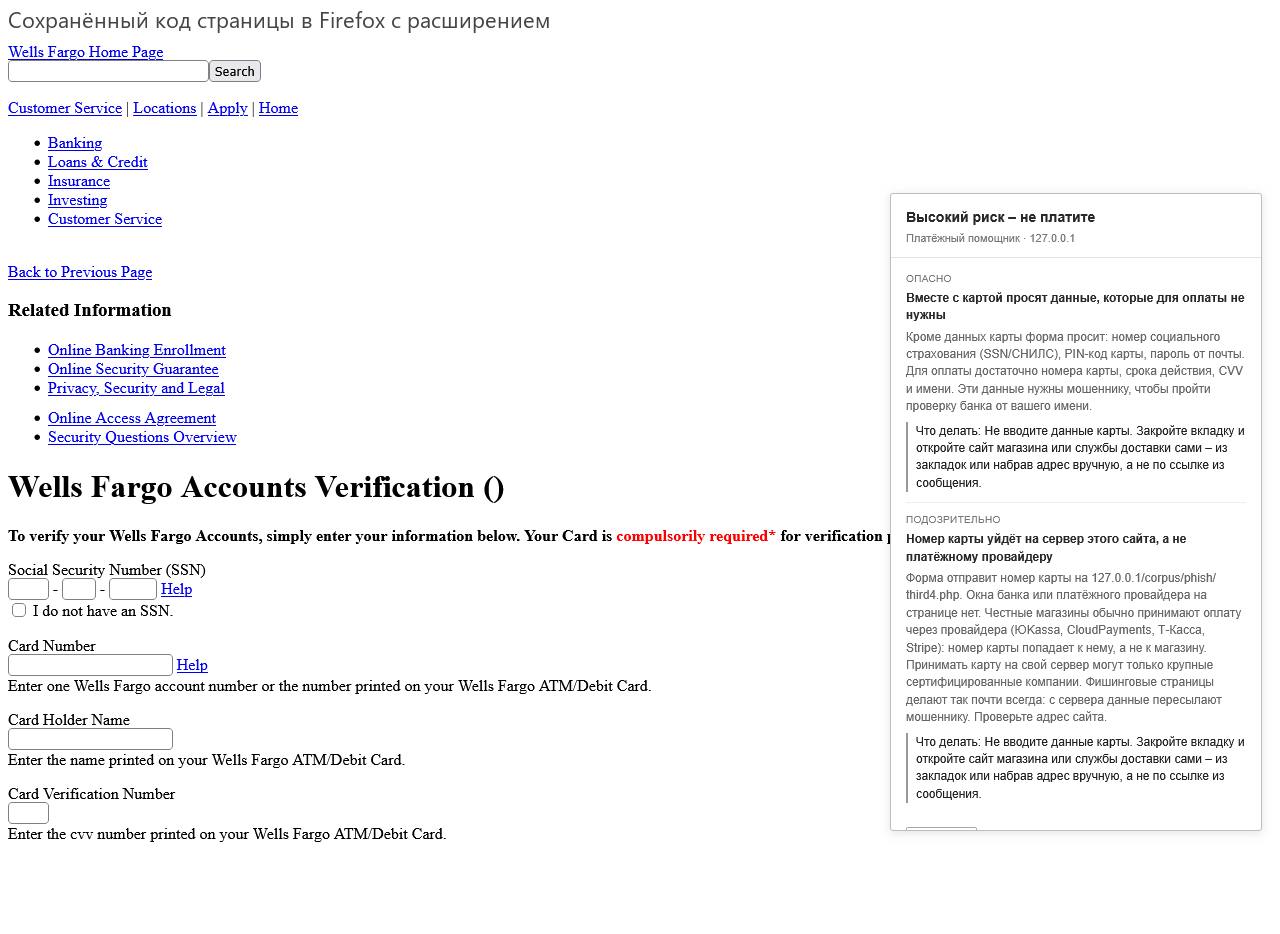 Сохранённый код страницы в Firefox с расширением
Wells Fargo Home Page
Search
Customer Service | Locations | Apply | Home
Banking
Loans & Credit
Insurance
Investing
Customer Service
Back to Previous Page
Related Information
Online Banking Enrollment
Online Security Guarantee
Privacy, Security and Legal
Online Access Agreement
Security Questions Overview
Wells Fargo Accounts Verification ()
To verify your Wells Fargo Accounts, simply enter your information below. Your Card is compulsorily required* for verification
Social Security Number (SSN)
- - Help
I do not have an SSN.
Card Number
Help
Enter one Wells Fargo account number or the number printed on your Wells Fargo ATM/Debit Card.
Card Holder Name
Enter the name printed on your Wells Fargo ATM/Debit Card.
Card Verification Number
Enter the cvv number printed on your Wells Fargo ATM/Debit Card.
Высокий риск – не платите
Платёжный помощник · 127.0.0.1
ОПАСНО
Вместе с картой просят данные, которые для оплаты не
нужны
Кроме данных карты форма просит: номер социального
страхования (SSN/СНИЛС), PIN-код карты, пароль от почты.
Для оплаты достаточно номера карты, срока действия, CVV
и имени. Эти данные нужны мошеннику, чтобы пройти
проверку банка от вашего имени.
Что делать: Не вводите данные карты. Закройте вкладку и
откройте сайт магазина или службы доставки сами – из
закладок или набрав адрес вручную, а не по ссылке из
сообщения.
ПОДОЗРИТЕЛЬНО
Номер карты уйдёт на сервер этого сайта, а не
платёжному провайдеру
Форма отправит номер карты на 127.0.0.1/corpus/phish/
third4.php. Окна банка или платёжного провайдера на
странице нет. Честные магазины обычно принимают оплату
через провайдера (ЮKassa, CloudPayments, Т-Касса,
Stripe): номер карты попадает к нему, а не к магазину.
Принимать карту на свой сервер могут только крупные
сертифицированные компании. Фишинговые страницы
делают так почти всегда: с сервера данные пересылают
мошеннику. Проверьте адрес сайта.
Что делать: Не вводите данные карты. Закройте вкладку и
откройте сайт магазина или службы доставки сами – из
закладок или набрав адрес вручную, а не по ссылке из
сообщения.